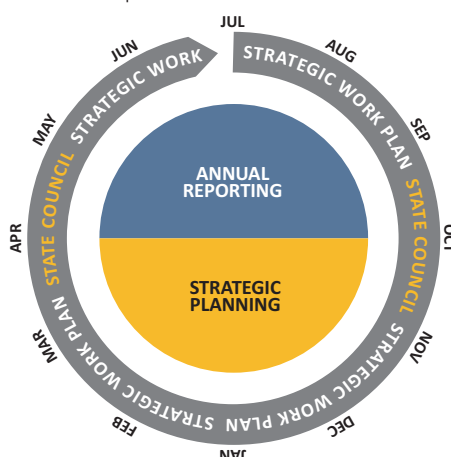 JUL
AUG
SEP
OCT
NOV
DEC
JAN
FEB
MAR
APR
MAY
JUN
STRATEGIC WORK PLAN
STATE COUNCIL
STRATEGIC WORK PLAN
STRATEGIC WORK PLAN
STATE COUNCIL
STRATEGIC WORK
ANNUAL
REPORTING
STRATEGIC
PLANNING